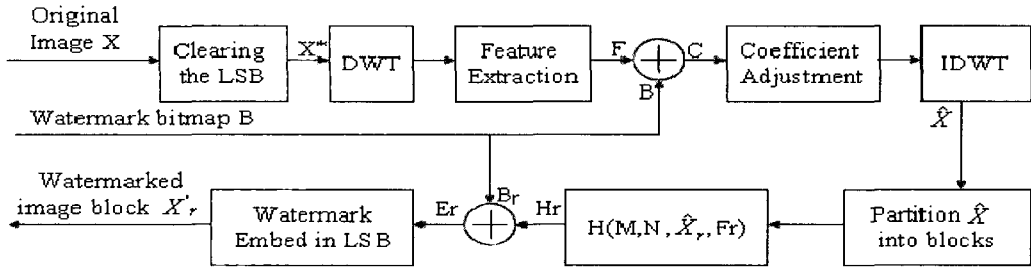 Original
Image X
Clearing
the LSB
X**
DWT
Feature
Extraction
F
B
C
Coefficient
Adjustment
IDWT
X̂
Watermark bitmap B
Watermarked
image block X'r
Watermark
Embed in LSB
Er
Br
Hr
H(M,N , X̂r, Fr)
Partition X̂
into blocks